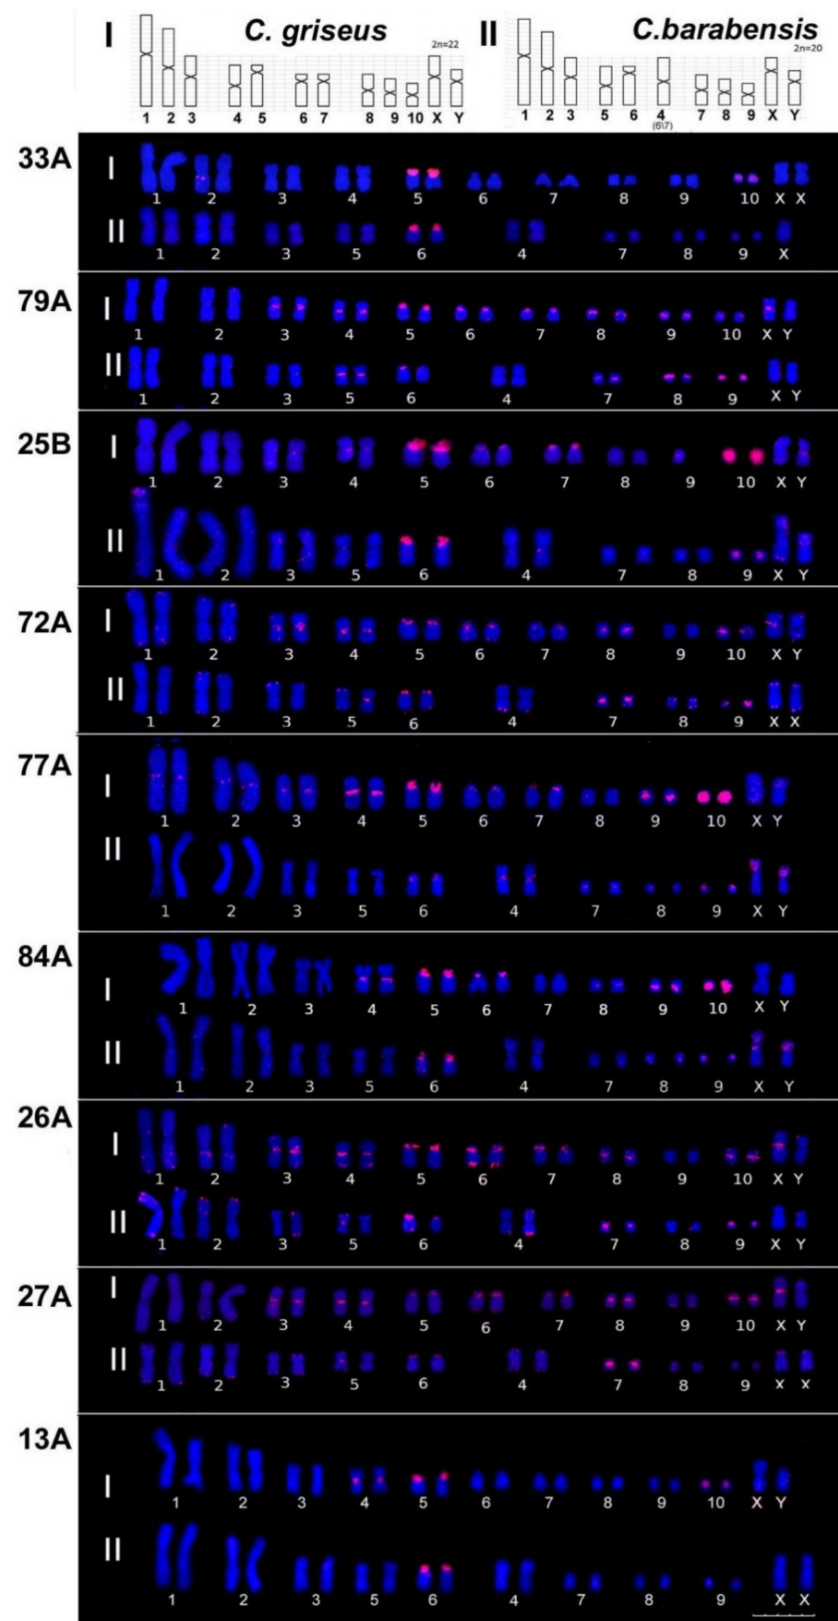 I C. griseus 2n=22 II C.barabensis 2n=20
1 2 3 4 5 6 7 8 9 10 X Y 1 2 3 5 6 4 7 8 9 X Y
(6\7)
33A
I
1 2 3 4 5 6 7 8 9 10 X X
II
1 2 3 5 6 4 7 8 9 X
79A
I
1 2 3 4 5 6 7 8 9 10 X Y
II
1 2 3 5 6 4 7 8 9 X Y
25B
I
1 2 3 4 5 6 7 8 9 10 X Y
II
1 2 3 5 6 4 7 8 9 X Y
72A
I
1 2 3 4 5 6 7 8 9 10 X Y
II
1 2 3 5 6 4 7 8 9 X X
77A
I
1 2 3 4 5 6 7 8 9 10 X Y
II
1 2 3 5 6 4 7 8 9 X Y
84A
I
1 2 3 4 5 6 7 8 9 10 X Y
II
1 2 3 5 6 4 7 8 9 X Y
26A
I
1 2 3 4 5 6 7 8 9 10 X Y
II
1 2 3 5 6 4 7 8 9 X Y
27A
I
1 2 3 4 5 6 7 8 9 10 X Y
II
1 2 3 5 6 4 7 8 9 x x
13A
I
1 2 3 4 5 6 7 8 9 10 X Y
II
1 2 3 5 6 4 7 8 9 X X